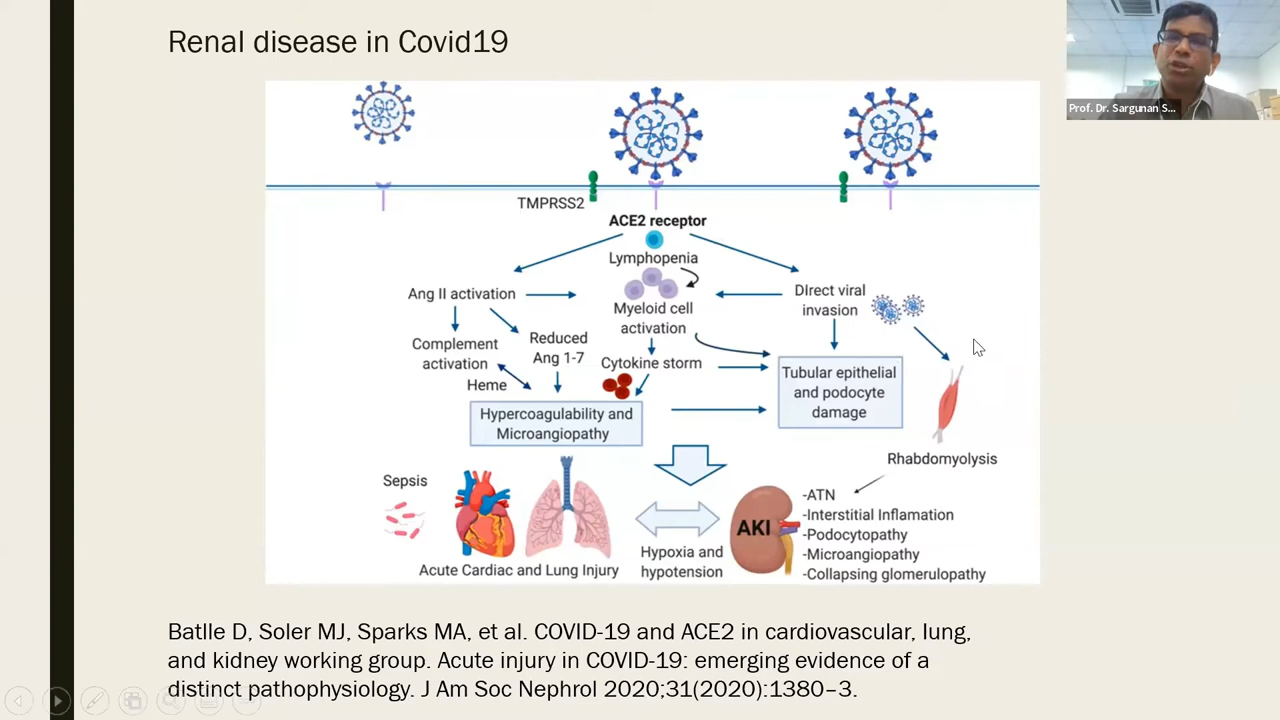 Renal disease in Covid19
Prof. Dr. Sargunan S...
TMPRSS2
ACE2 receptor
Lymphopenia
Ang II activation
Myeloid cell
activation
DIrect viral
invasion
Complement
activation
Reduced
Ang 1-7
Heme
Cytokine storm
Tubular epithelial
and podocyte
damage
Hypercoagulability and
Microangiopathy
Rhabdomyolysis
Sepsis
Acute Cardiac and Lung Injury
Hypoxia and
hypotension
AKI
-ATN
-Interstitial Inflamation
-Podocytopathy
-Microangiopathy
-Collapsing glomerulopathy
Batlle D, Soler MJ, Sparks MA, et al. COVID-19 and ACE2 in cardiovascular, lung,
and kidney working group. Acute injury in COVID-19: emerging evidence of a
distinct pathophysiology. J Am Soc Nephrol 2020;31(2020):1380–3.